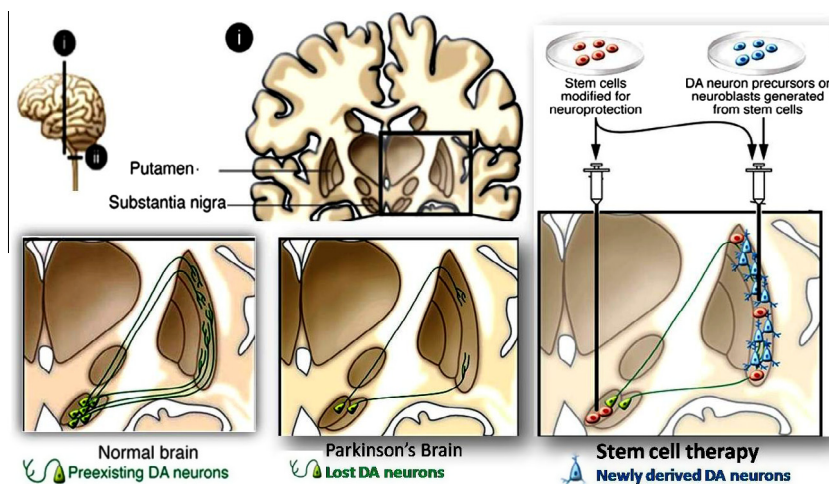 i
ii
i
Putamen
Substantia nigra
Stem cells
modified for
neuroprotection
DA neuron precursors or
neuroblasts generated
from stem cells
Normal brain
Preexisting DA neurons
Parkinson's Brain
Lost DA neurons
Stem cell therapy
Newly derived DA neurons